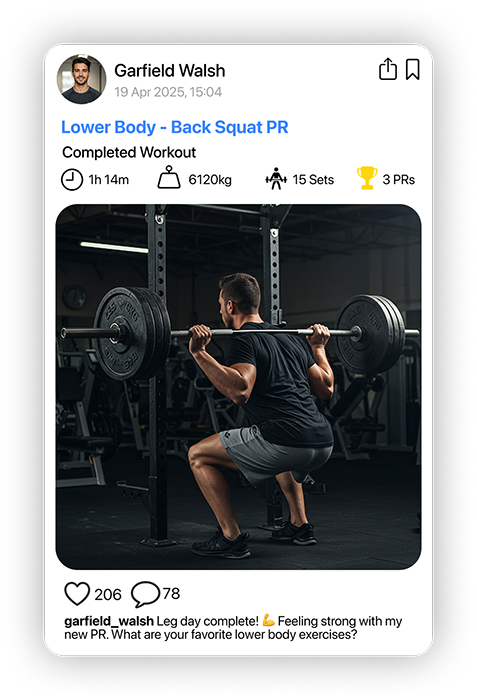 Garfield Walsh
19 Apr 2025, 15:04
Lower Body - Back Squat PR
Completed Workout
1h 14m 6120kg 15 Sets 3 PRs
206 78
garfield_walsh Leg day complete! 💪 Feeling strong with my
new PR. What are your favorite lower body exercises?